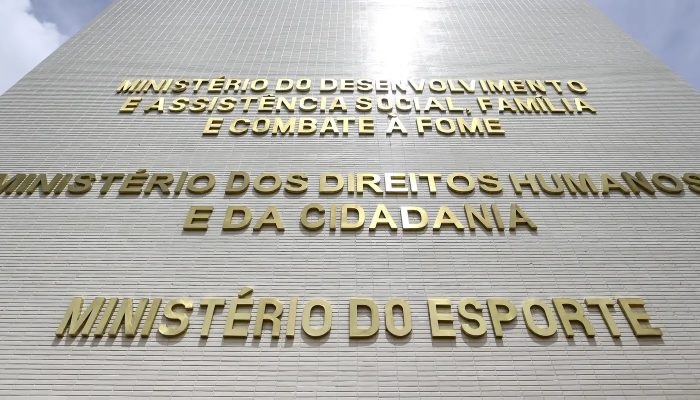 MINISTÉRIO DO DESENVOLVIMENTO
E ASSISTÊNCIA SOCIAL, FAMÍLIA
E COMBATE À FOME
MINISTÉRIO DOS DIREITOS HUMANOS
E DA CIDADANIA
MINISTÉRIO DO ESPORTE